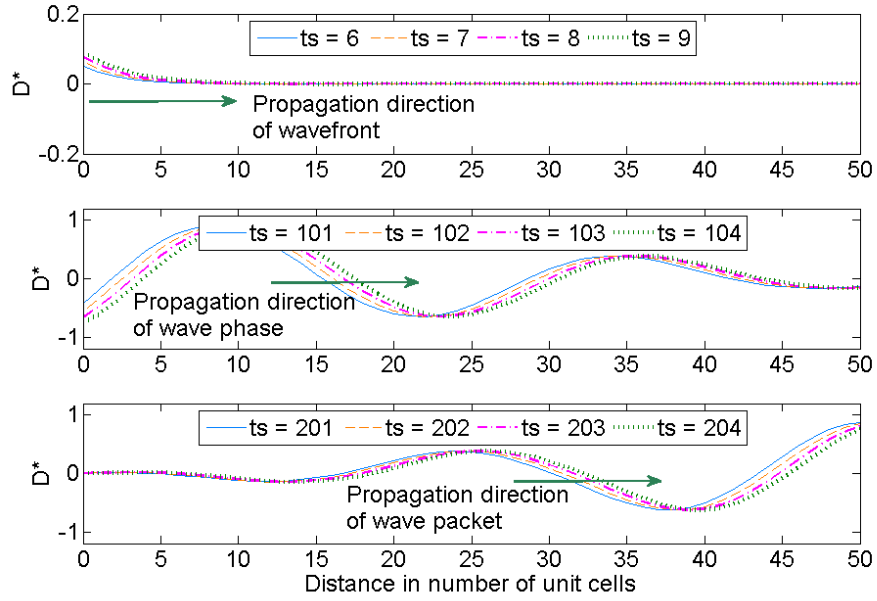 0.2
ts = 6 ts = 7 ts = 8 ts = 9
D*
0
Propagation direction
of wavefront
-0.2
0 5 10 15 20 25 30 35 40 45 50
1
ts = 101 ts = 102 ts = 103 ts = 104
D*
0
Propagation direction
of wave phase
-1
0 5 10 15 20 25 30 35 40 45 50
1
ts = 201 ts = 202 ts = 203 ts = 204
D*
0
Propagation direction
of wave packet
-1
0 5 10 15 20 25 30 35 40 45 50
Distance in number of unit cells